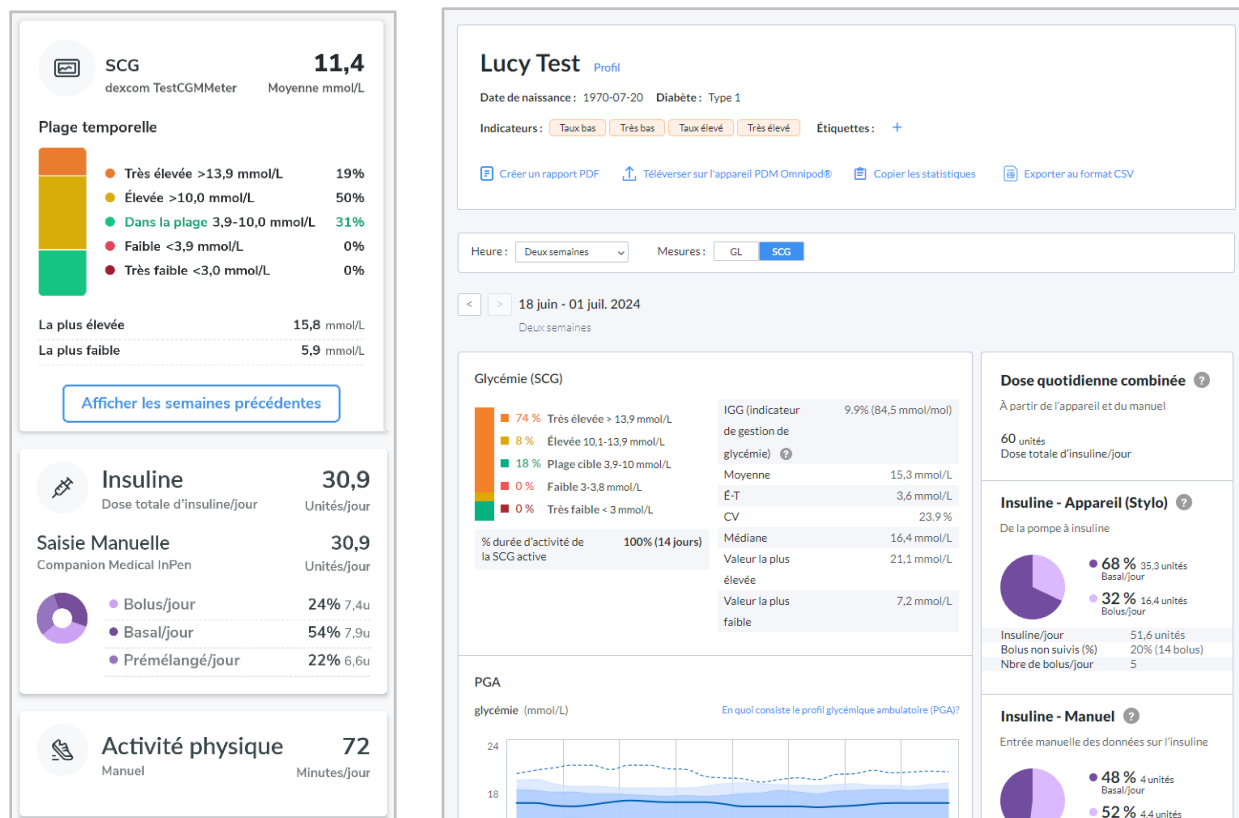 SCG
11,4
dexcom TestCGMMeter
Moyenne mmol/L
Plage temporelle
Très élevée >13,9 mmol/L 19%
Élevée >10,0 mmol/L 50%
Dans la plage 3,9-10,0 mmol/L 31%
Faible <3,9 mmol/L 0%
Très faible <3,0 mmol/L 0%
La plus élevée 15,8 mmol/L
La plus faible 5,9 mmol/L
Afficher les semaines précédentes
Insuline 30,9
Dose totale d'insuline/jour Unités/jour
Saisie Manuelle 30,9
Companion Medical InPen Unités/jour
Bolus/jour 24% 7,4u
Basal/jour 54% 7,9u
Prémélangé/jour 22% 6,6u
Activité physique 72
Manuel Minutes/jour
Lucy Test Profil
Date de naissance : 1970-07-20 Diabète : Type 1
Indicateurs : Taux bas Très bas Taux élevé Très élevé Étiquettes : +
Créer un rapport PDF Téléverser sur l'appareil PDM Omnipod® Copier les statistiques Exporter au format CSV
Heure : Deux semaines Mesures : GL SCG
< > 18 juin - 01 juil. 2024
Deux semaines
Glycémie (SCG)
74 % Très élevée > 13,9 mmol/L
8 % Élevée 10,1-13,9 mmol/L
18 % Plage cible 3,9-10 mmol/L
0 % Faible 3-3,8 mmol/L
0 % Très faible < 3 mmol/L
% durée d'activité de 100% (14 jours)
la SCG active
IGG (indicateur 9.9% (84,5 mmol/mol)
de gestion de
glycémie) ?
Moyenne 15,3 mmol/L
É-T 3,6 mmol/L
CV 23.9 %
Médiane 16,4 mmol/L
Valeur la plus 21,1 mmol/L
élevée
Valeur la plus 7,2 mmol/L
faible
PGA
glycémie (mmol/L) En quoi consiste le profil glycémique ambulatoire (PGA)?
24
18
Dose quotidienne combinée ?
À partir de l'appareil et du manuel
60 unités
Dose totale d'insuline/jour
Insuline - Appareil (Stylo) ?
De la pompe à insuline
68 % 35,3 unités
Basal/jour
32 % 16,4 unités
Bolus/jour
Insuline/jour 51,6 unités
Bolus non suivis (%) 20% (14 bolus)
Nbre de bolus/jour 5
Insuline - Manuel ?
Entrée manuelle des données sur l'insuline
48 % 4 unités
Basal/jour
52 % 4,4 unités